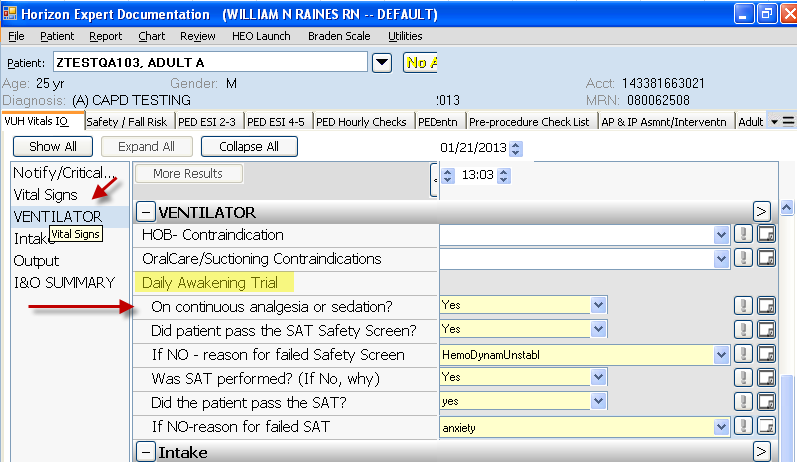 Horizon Expert Documentation (WILLIAM N RAINES RN -- DEFAULT)
File Patient Report Chart Review HEO Launch Braden Scale Utilities
Patient: ZTESTQA103, ADULT A No A
Age: 25 yr Gender: M Acct: 143381663021
Diagnosis: (A) CAPD TESTING 2013 MRN: 080062508
VUH Vitals IO Safety / Fall Risk PED ESI 2-3 PED ESI 4-5 PED Hourly Checks PEDentn Pre-procedure Check List AP & IP Asmnt/Interventn Adult
Show All Expand All Collapse All 01/21/2013
Notify/Critical... More Results 13:03
Vital Signs
VENTILATOR
Vital Signs
Intake
Output
I&O SUMMARY
− VENTILATOR >
HOB- Contraindication
OralCare/Suctioning Contraindications
Daily Awakening Trial
On continuous analgesia or sedation? Yes
Did patient pass the SAT Safety Screen? Yes
If NO - reason for failed Safety Screen HemoDynamUnstabl
Was SAT performed? (If No, why) Yes
Did the patient pass the SAT? yes
If NO-reason for failed SAT anxiety
− Intake >